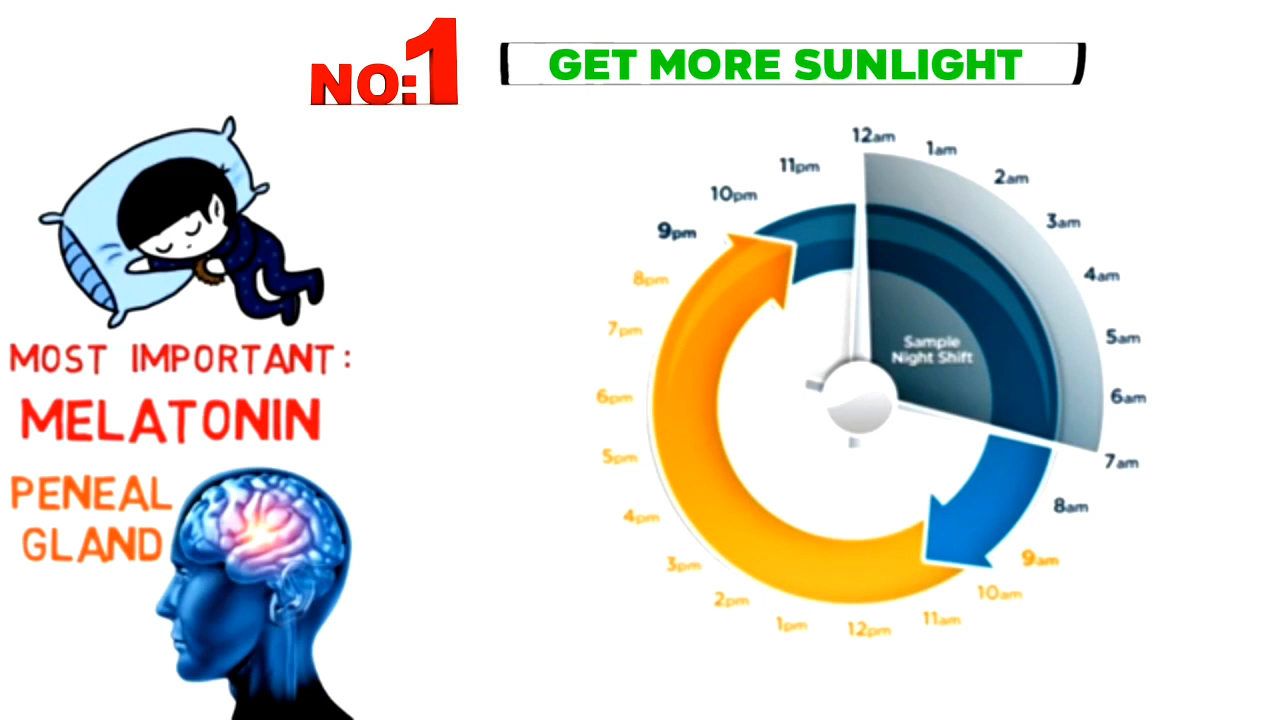 NO:1
GET MORE SUNLIGHT
MOST IMPORTANT:
MELATONIN
PENEAL
GLAND
12am
1am
2am
3am
4am
5am
6am
7am
8am
9am
10am
11am
12pm
1pm
2pm
3pm
4pm
5pm
6pm
7pm
8pm
9pm
10pm
11pm
Sample
Night Shift